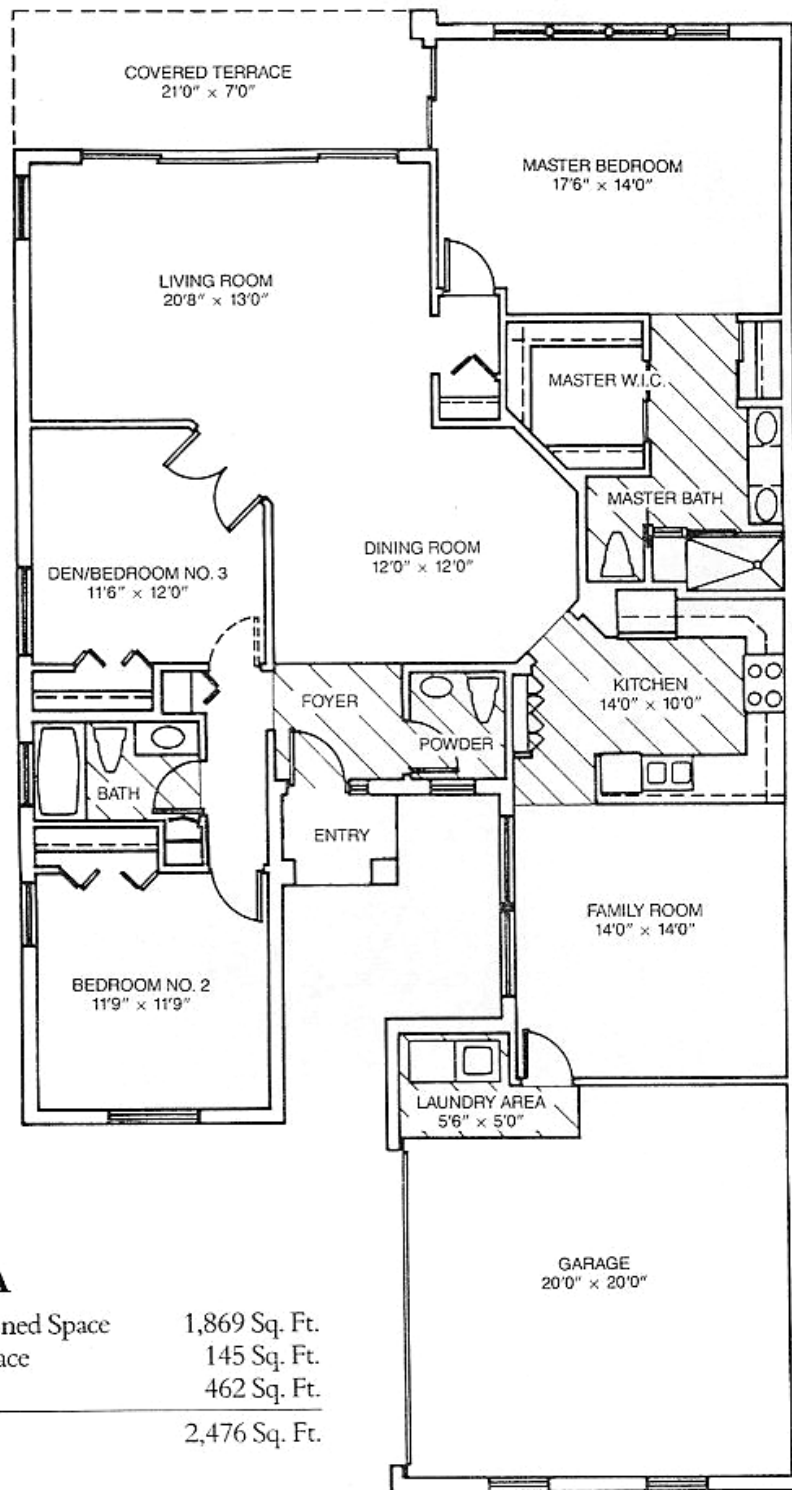 COVERED TERRACE
21'0" × 7'0"
MASTER BEDROOM
17'6" × 14'0"
LIVING ROOM
20'8" × 13'0"
MASTER W.I.C.
MASTER BATH
DINING ROOM
12'0" × 12'0"
DEN/BEDROOM NO. 3
11'6" × 12'0"
KITCHEN
14'0" × 10'0"
FOYER
POWDER
BATH
ENTRY
FAMILY ROOM
14'0" × 14'0"
BEDROOM NO. 2
11'9" × 11'9"
LAUNDRY AREA
5'6" × 5'0"
GARAGE
20'0" × 20'0"
A
ned Space 1,869 Sq. Ft.
ace 145 Sq. Ft.
462 Sq. Ft.
2,476 Sq. Ft.